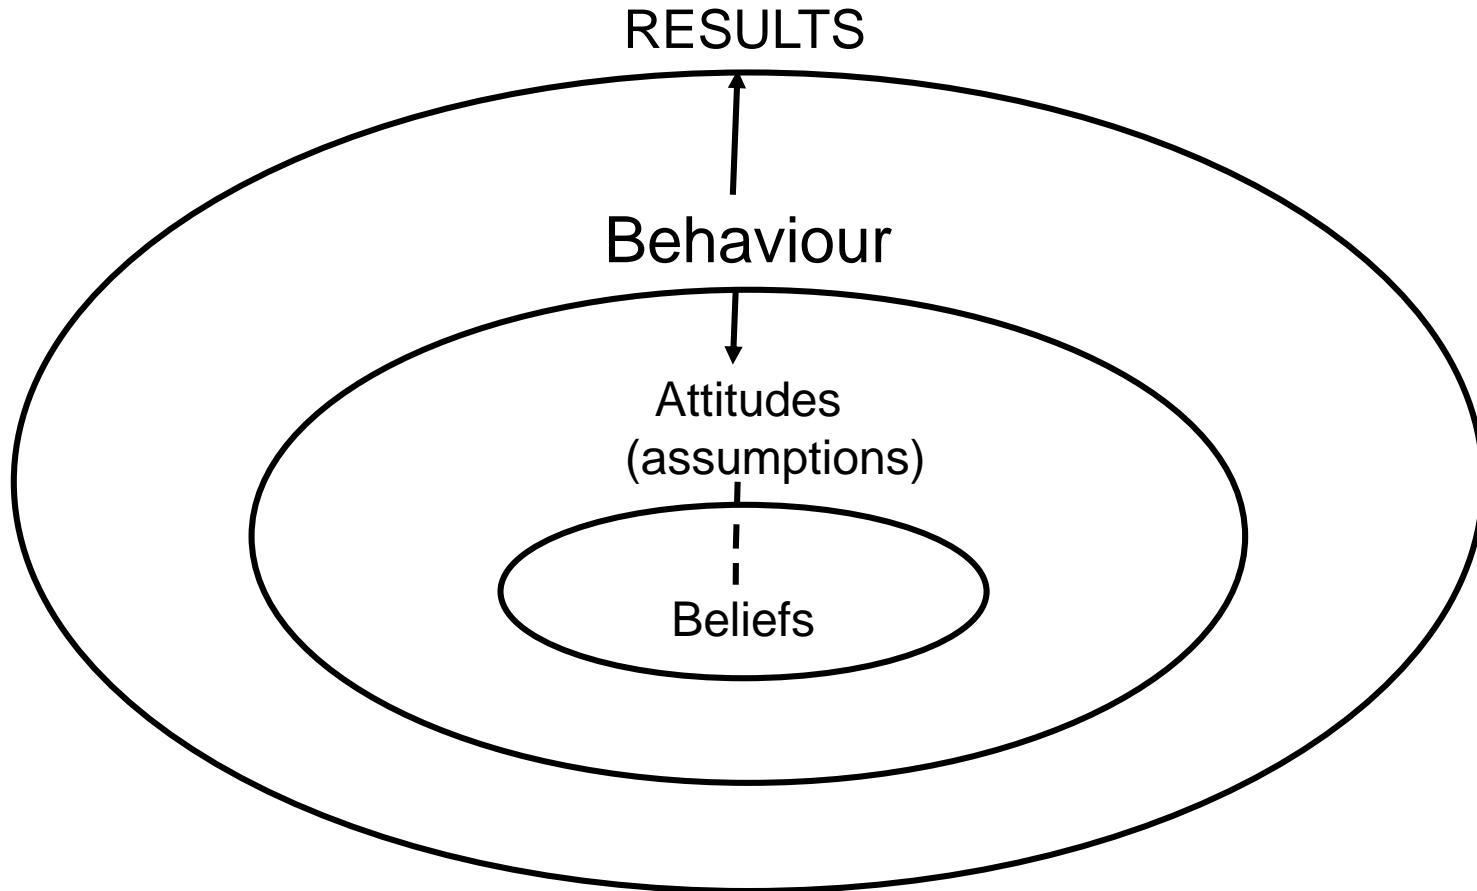 RESULTS
Behaviour
Attitudes
(assumptions)
Beliefs